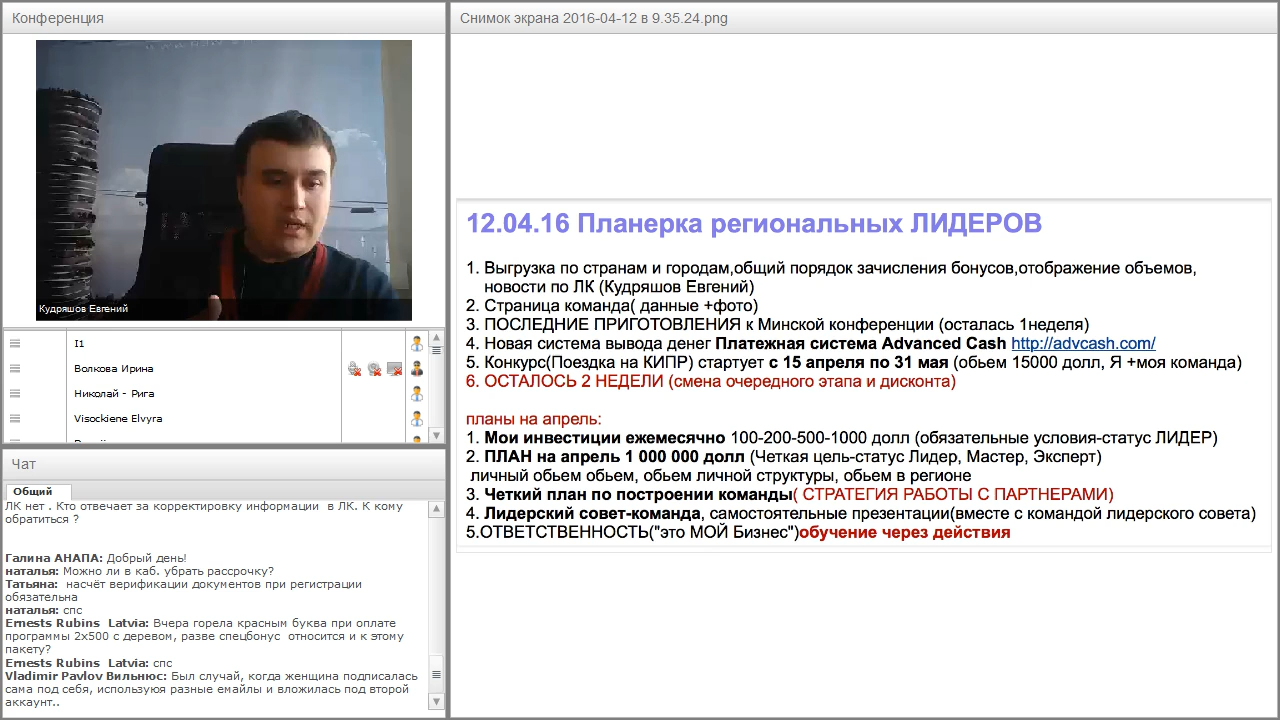 Конференция
Кудряшов Евгений
I1
Волкова Ирина
Николай - Рига
Visockiene Elvyra
Чат
Общий
ЛК нет . Кто отвечает за корректировку информации в ЛК. К кому
обратиться ?
Галина АНАПА: Добрый день!
наталья: Можно ли в каб. убрать рассрочку?
Татьяна: насчёт верификации документов при регистрации
обязательна
наталья: спс
Ernests Rubins Latvia: Вчера горела красным буква при оплате
программы 2x500 с деревом, разве спецбонус относится и к этому
пакету?
Ernests Rubins Latvia: спс
Vladimir Pavlov Вильнюс: Был случай, когда женщина подписалась
сама под себя, используюя разные емайлы и вложилась под второй
аккаунт..
Снимок экрана 2016-04-12 в 9.35.24.png
12.04.16 Планерка региональных ЛИДЕРОВ
1. Выгрузка по странам и городам,общий порядок зачисления бонусов,отображение объемов,
новости по ЛК (Кудряшов Евгений)
2. Страница команда( данные +фото)
3. ПОСЛЕДНИЕ ПРИГОТОВЛЕНИЯ к Минской конференции (осталась 1неделя)
4. Новая система вывода денег Платежная система Advanced Cash http://advcash.com/
5. Конкурс(Поездка на КИПР) стартует с 15 апреля по 31 мая (обьем 15000 долл, Я +моя команда)
6. ОСТАЛОСЬ 2 НЕДЕЛИ (смена очередного этапа и дисконта)
планы на апрель:
1. Мои инвестиции ежемесячно 100-200-500-1000 долл (обязательные условия-статус ЛИДЕР)
2. ПЛАН на апрель 1 000 000 долл (Четкая цель-статус Лидер, Мастер, Эксперт)
личный обьем обьем, обьем личной структуры, обьем в регионе
3. Четкий план по построении команды( СТРАТЕГИЯ РАБОТЫ С ПАРТНЕРАМИ)
4. Лидерский совет-команда, самостоятельные презентации(вместе с командой лидерского совета)
5.ОТВЕТСТВЕННОСТЬ("это МОЙ Бизнес")обучение через действия